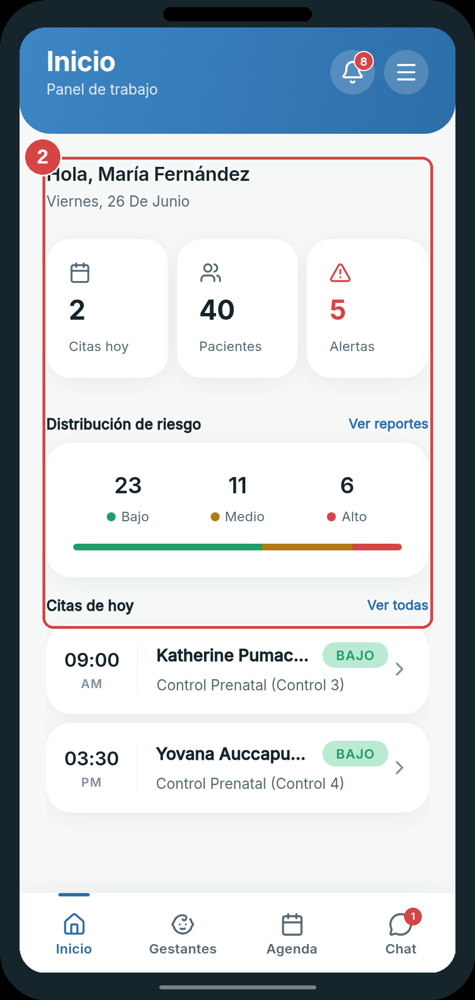 Inicio
8
Panel de trabajo
2
Hola, María Fernández
Viernes, 26 De Junio
2
40
5
Citas hoy
Pacientes
Alertas
Distribución de riesgo
Ver reportes
23
11
6
Bajo
Medio
Alto
Citas de hoy
Ver todas
09:00
AM
Katherine Pumac...
BAJO
Control Prenatal (Control 3)
03:30
PM
Yovana Auccapu...
BAJO
Control Prenatal (Control 4)
1
Inicio
Gestantes
Agenda
Chat